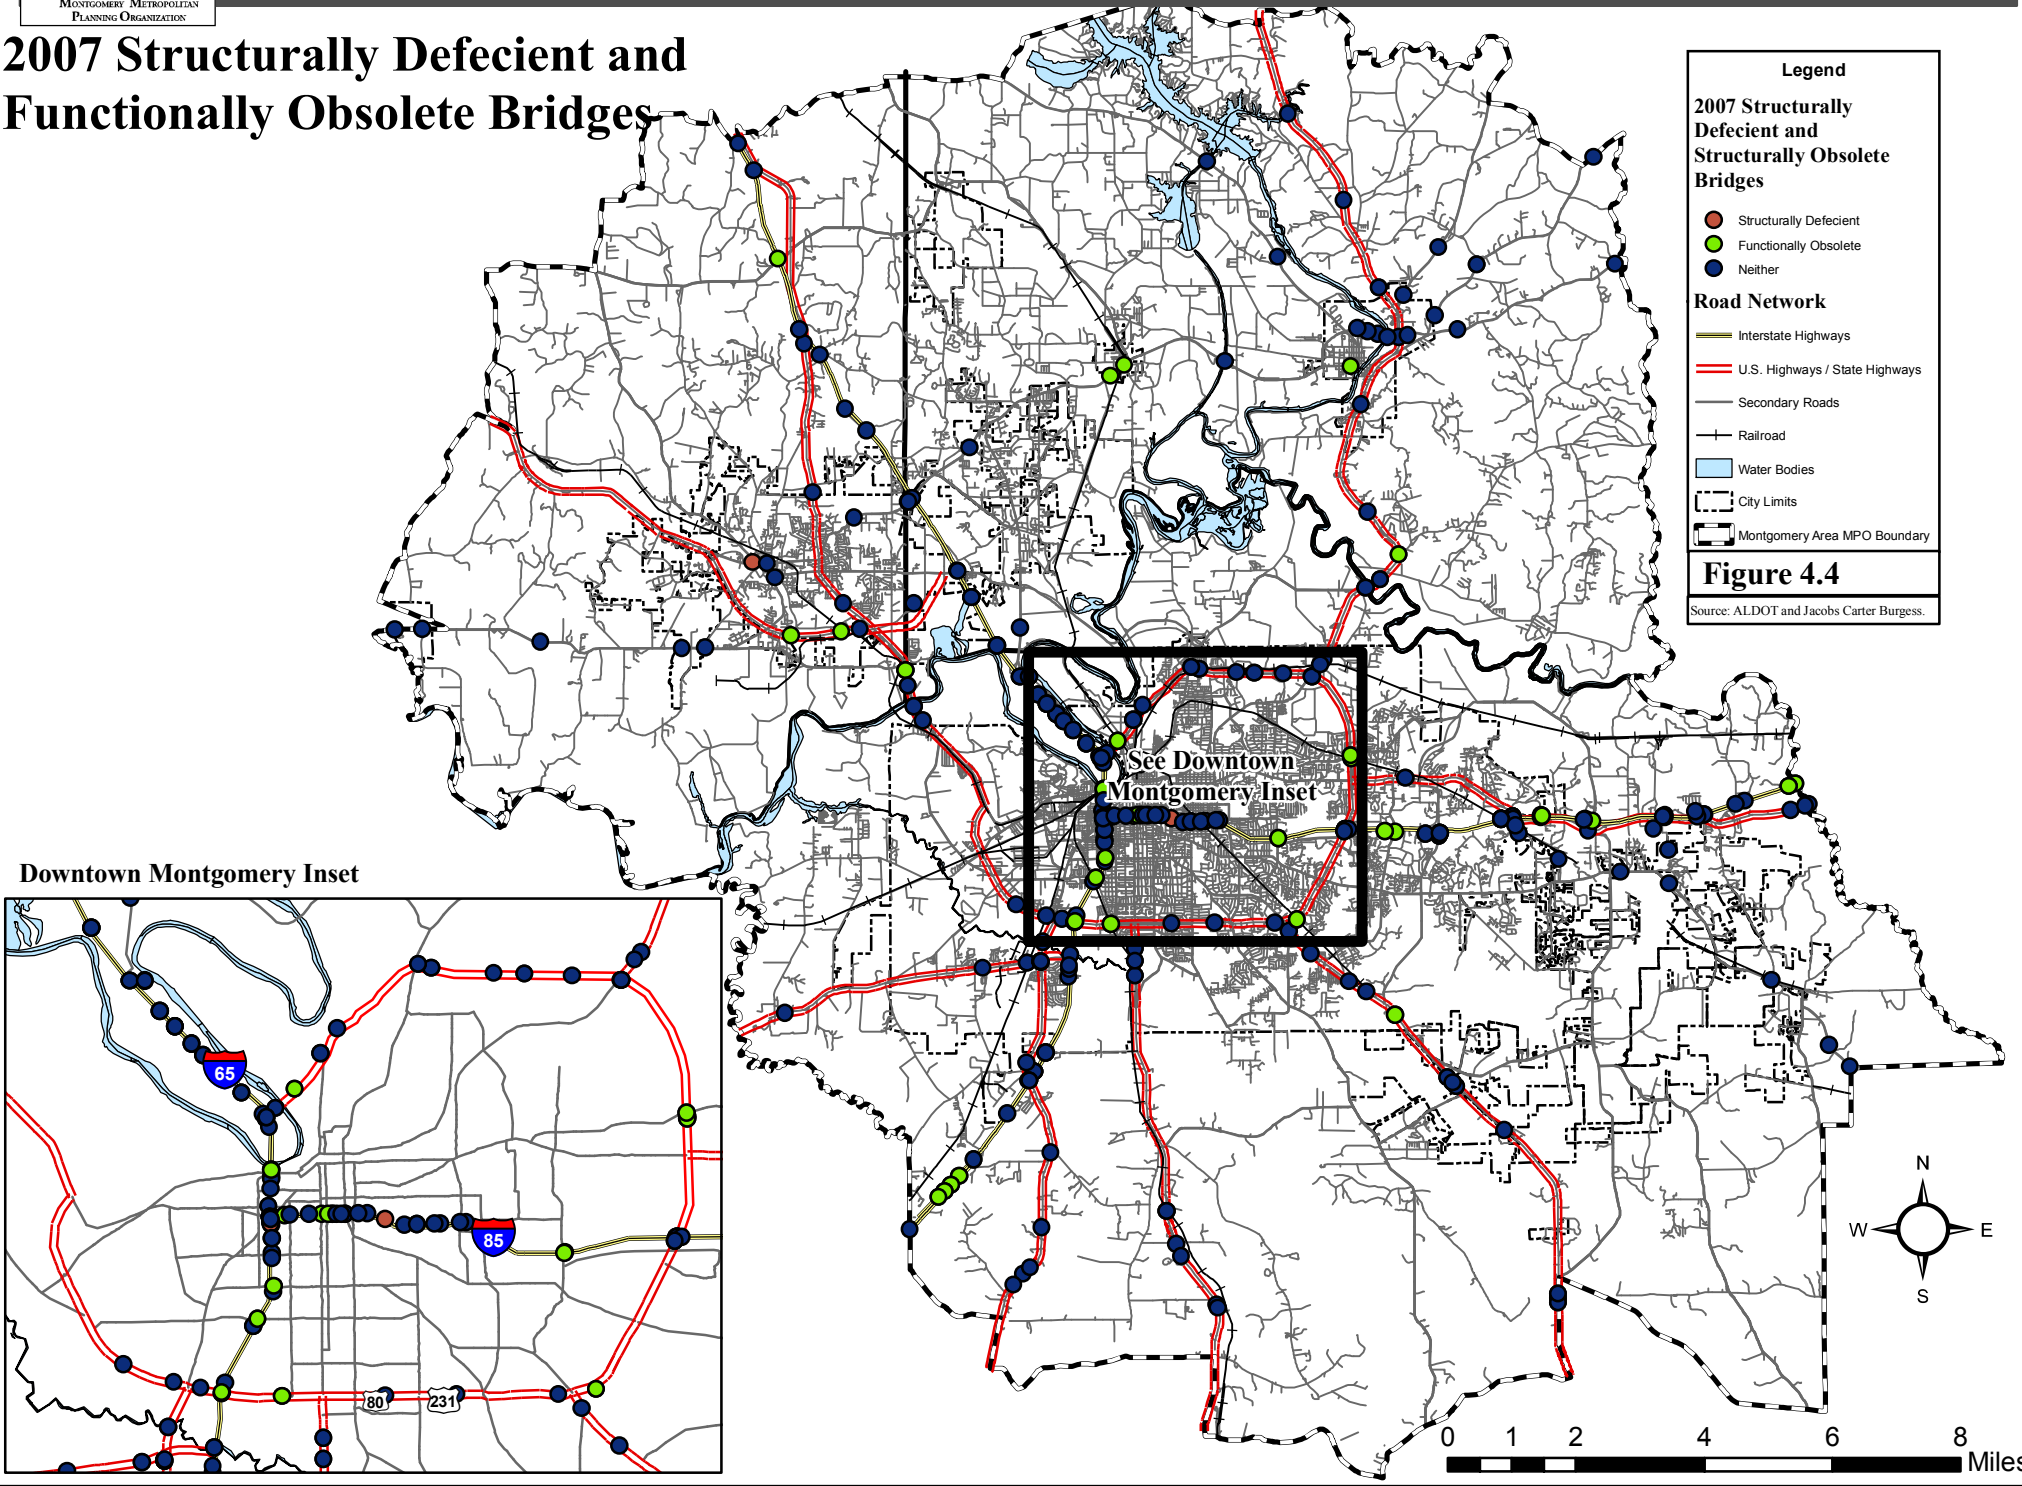 MONTGOMERY METROPOLITAN
PLANNING ORGANIZATION
2007 Structurally Defecient and
Functionally Obsolete Bridges
Legend
2007 Structurally
Defecient and
Structurally Obsolete
Bridges
Structurally Defecient
Functionally Obsolete
Neither
Road Network
Interstate Highways
U.S. Highways / State Highways
Secondary Roads
Railroad
Water Bodies
City Limits
Montgomery Area MPO Boundary
Figure 4.4
Source: ALDOT and Jacobs Carter Burgess.
See Downtown
Montgomery Inset
Downtown Montgomery Inset
65
85
80
231
N
W
E
S
0 1 2 4 6 8
Miles